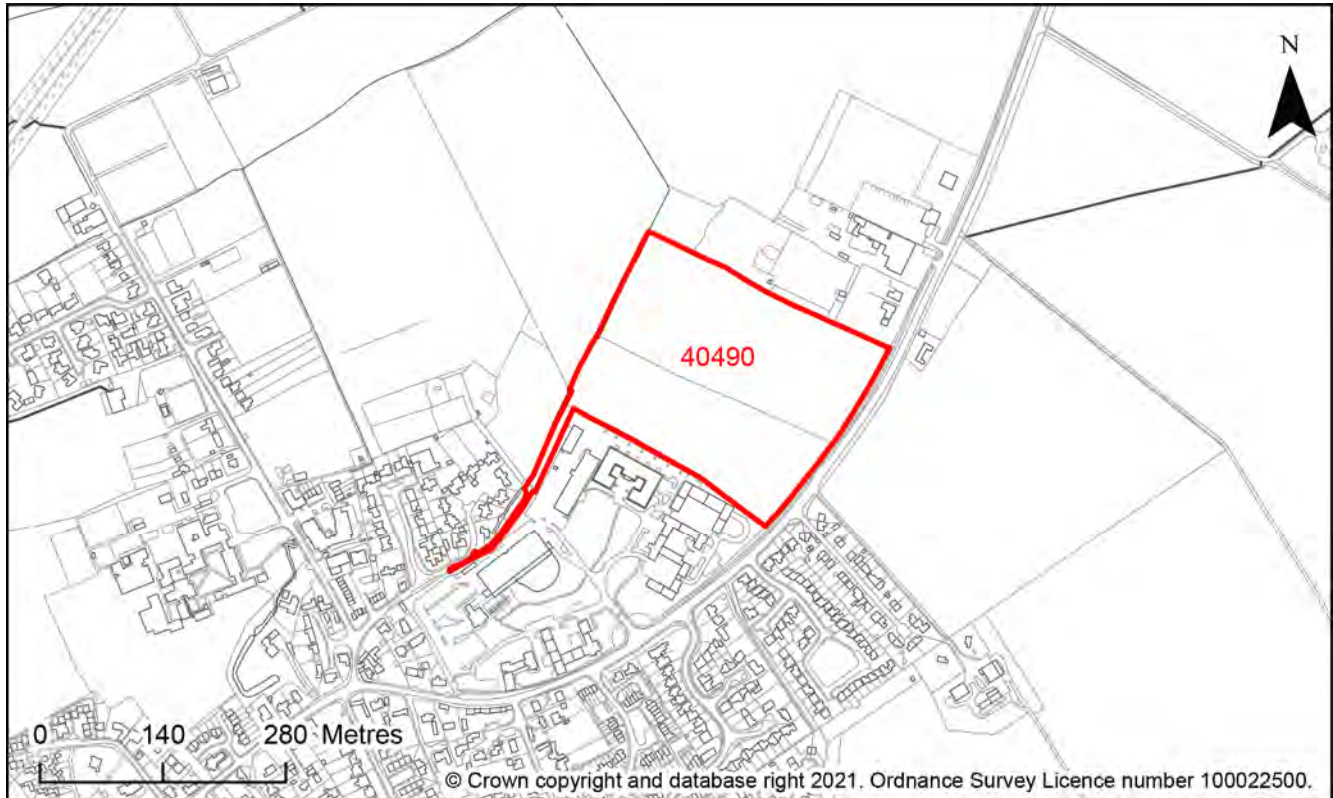 N
40490
0 140 280 Metres
© Crown copyright and database right 2021. Ordnance Survey Licence number 100022500.